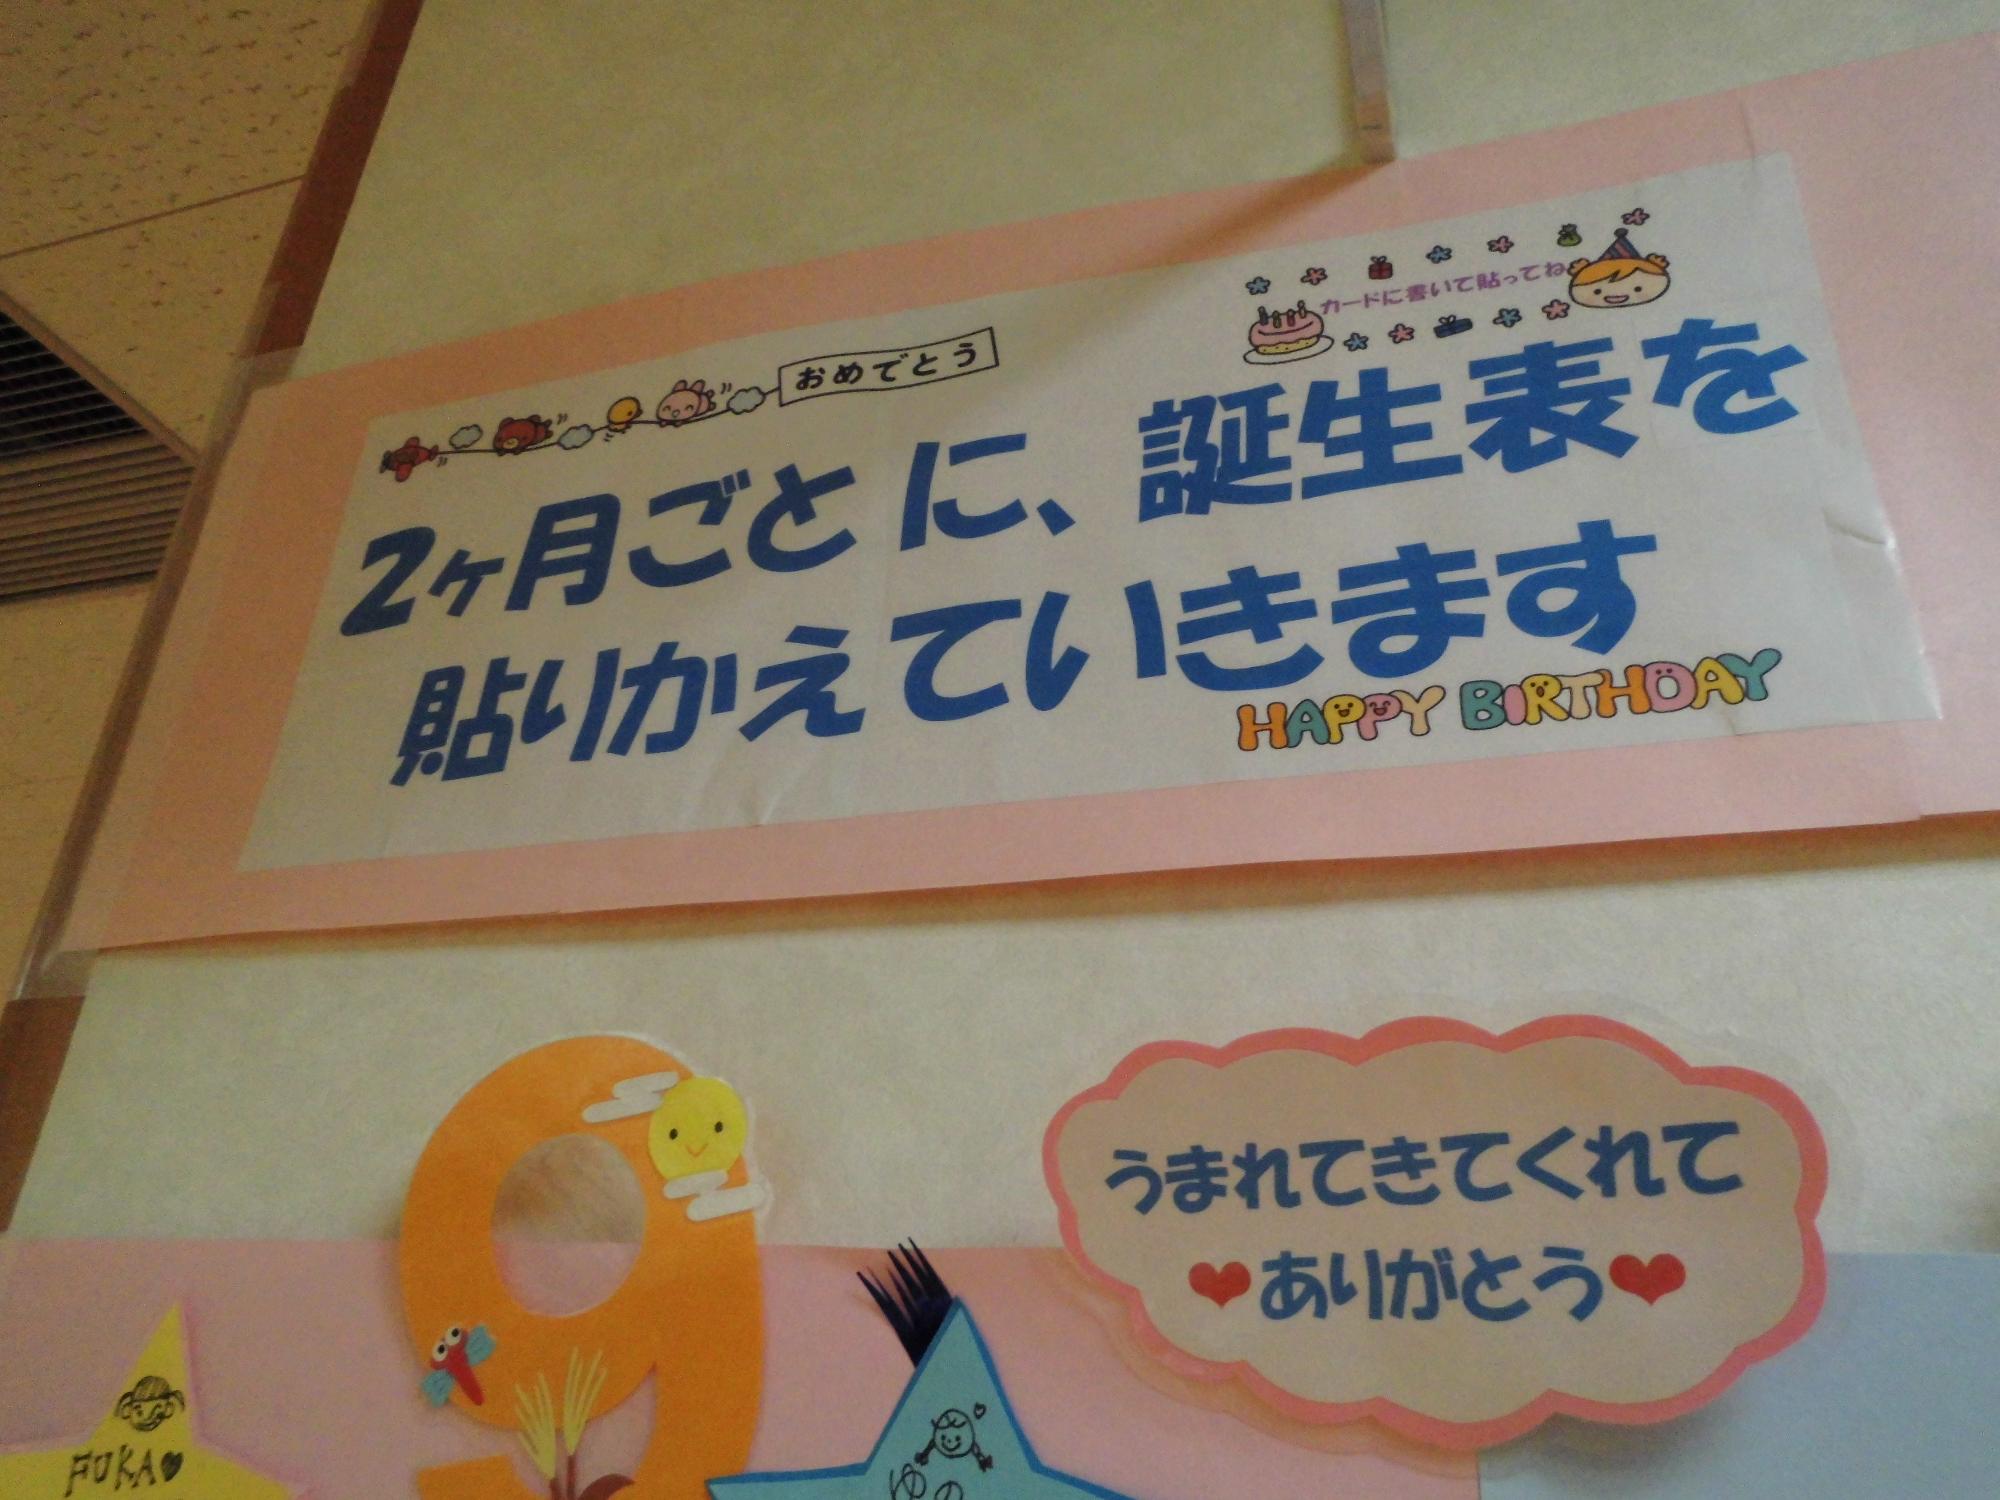 おめでとう
カードに書いて貼ってね
2ヶ月ごとに、誕生表を
貼りかえていきます
HAPPY BIRTHDAY
9
うまれてきてくれて
❤ありがとう❤
FUKA♥